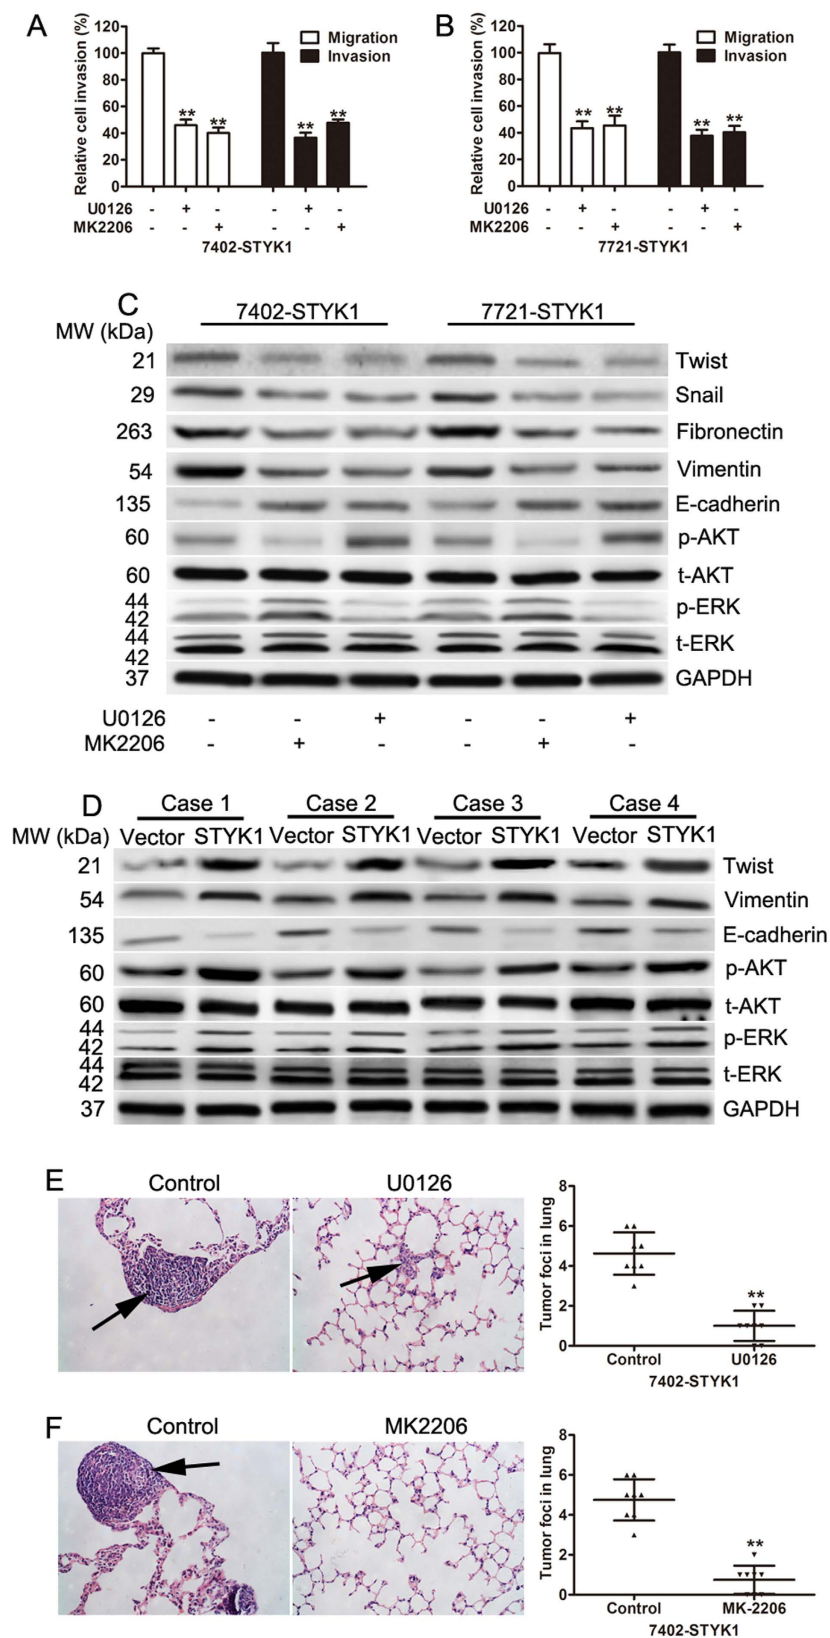 A
Relative cell invasion (%)
120
100
80
60
40
20
0
Migration
Invasion
** ** ** **
U0126 - + - - + -
MK2206 - - + - - +
7402-STYK1
B
Relative cell invasion (%)
120
100
80
60
40
20
0
Migration
Invasion
** ** ** **
U0126 - + - - + -
MK2206 - - + - - +
7721-STYK1
C
7402-STYK1 7721-STYK1
MW (kDa)
21 Twist
29 Snail
263 Fibronectin
54 Vimentin
135 E-cadherin
60 p-AKT
60 t-AKT
44
42 p-ERK
44
42 t-ERK
37 GAPDH
U0126 - - + - - +
MK2206 - + - - + -
D
Case 1 Case 2 Case 3 Case 4
MW (kDa) Vector STYK1 Vector STYK1 Vector STYK1 Vector STYK1
21 Twist
54 Vimentin
135 E-cadherin
60 p-AKT
60 t-AKT
44
42 p-ERK
44
42 t-ERK
37 GAPDH
E
Control U0126
Tumor foci in lung
8
6
4
2
0
**
Control U0126
7402-STYK1
F
Control MK2206
Tumor foci in lung
8
6
4
2
0
**
Control MK-2206
7402-STYK1